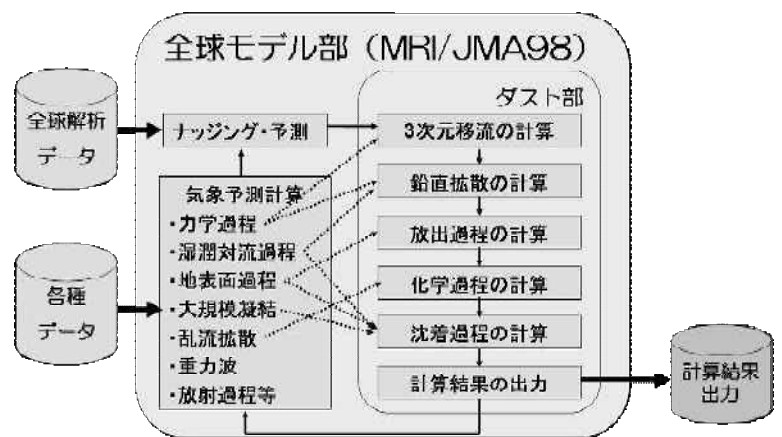 全球モデル部（MRI/JMA98）
ダスト部
全球解析
データ
ナッジング・予測
3次元移流の計算
気象予測計算
・力学過程
・湿潤対流過程
・地表面過程
・大規模凝結
・乱流拡散
・重力波
・放射過程等
鉛直拡散の計算
放出過程の計算
化学過程の計算
沈着過程の計算
計算結果の出力
各種
データ
計算結果
出力